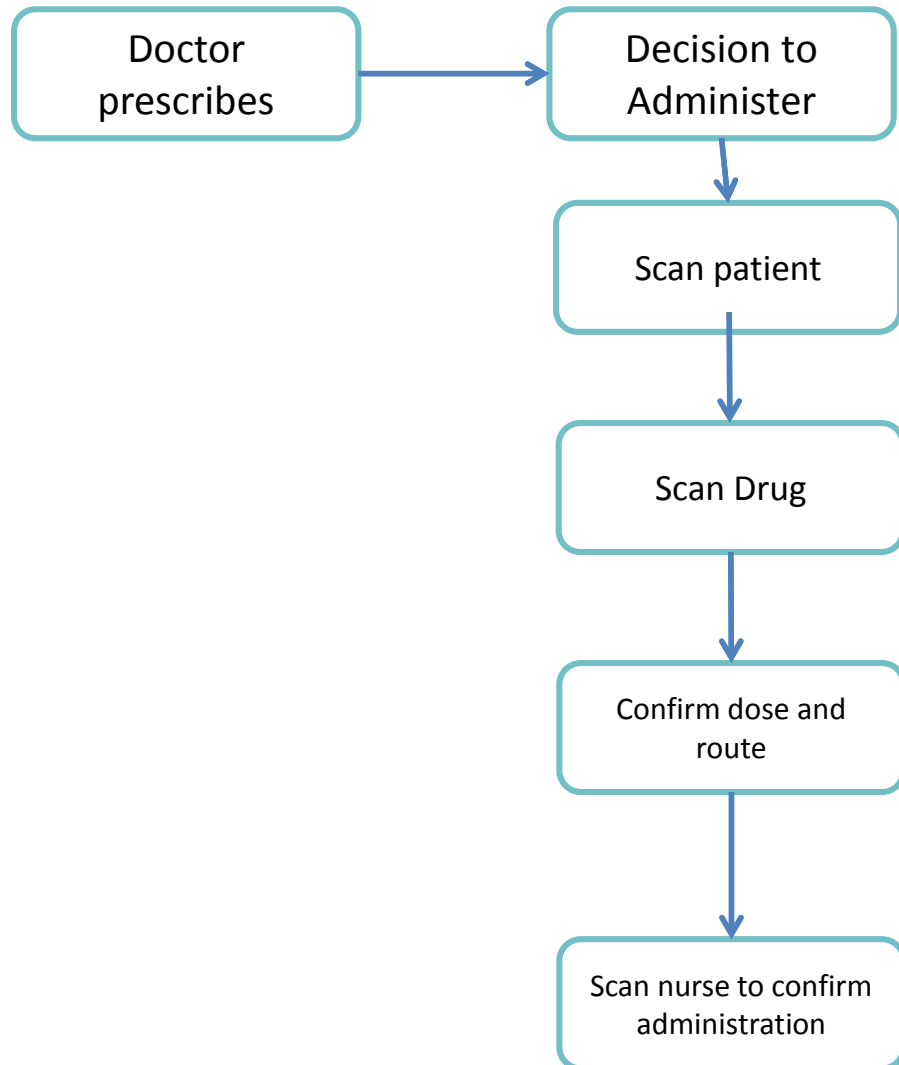 Doctor
prescribes
Decision to
Administer
Scan patient
Scan Drug
Confirm dose and
route
Scan nurse to confirm
administration